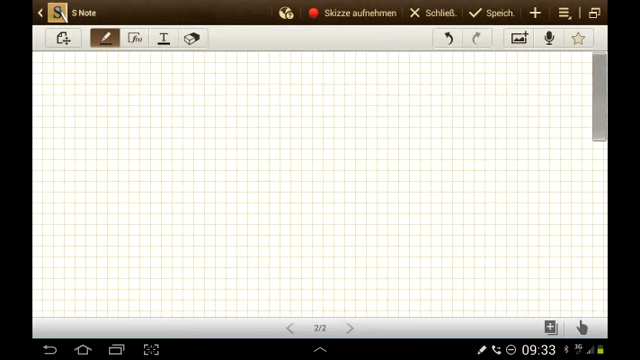 S Note Skizze aufnehmen Schließ. Speich.
f(x) T
2/2
09:33 3G